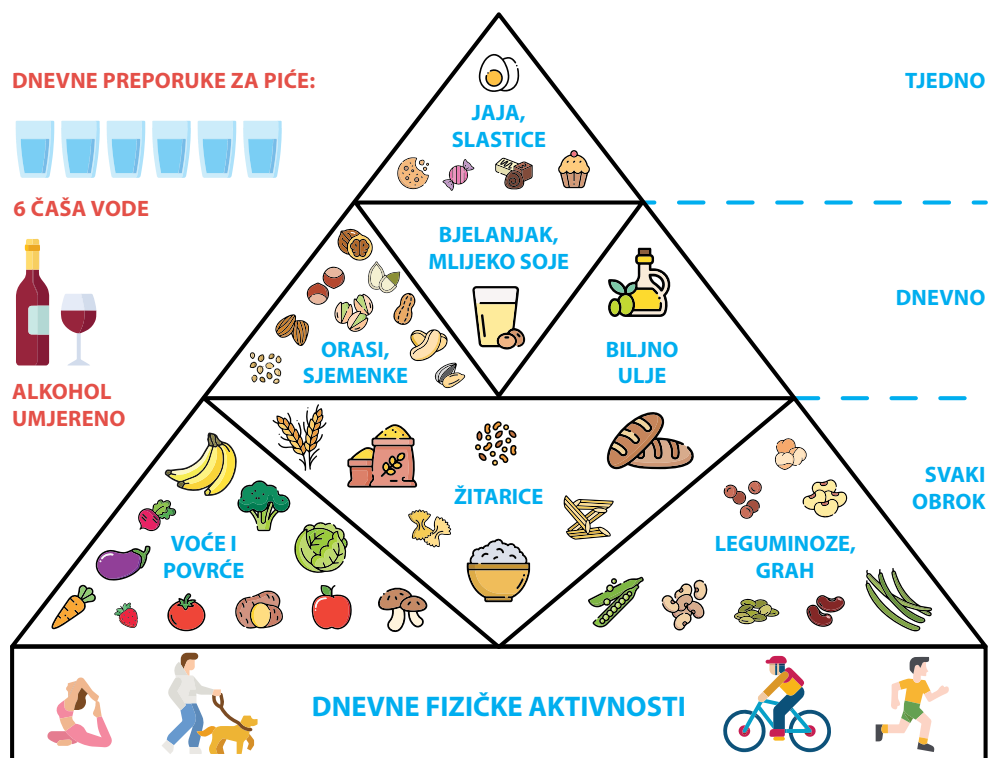 DNEVNE PREPORUKE ZA PIĆE:
6 ČAŠA VODE
ALKOHOL
UMJERENO
JAJA,
SLASTICE
TJEDNO
BJELANJAK,
MLIJEKO SOJE
ORASI,
SJEMENKE
BILJNO
ULJE
DNEVNO
VOĆE I
POVRĆE
ŽITARICE
LEGUMINOZE,
GRAH
SVAKI
OBROK
DNEVNE FIZIČKE AKTIVNOSTI